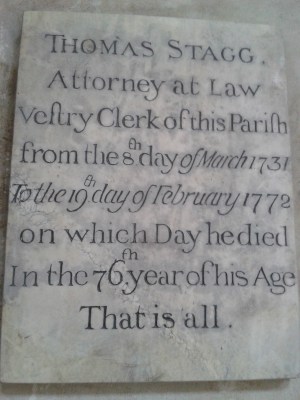 THOMAS STAGG.
Attorney at Law
Veſtry Clerk of this Pariſh
from the 8th day of March 1731
To the 19th day of February 1772
on which Day he died
In the 76th year of his Age
That is all.